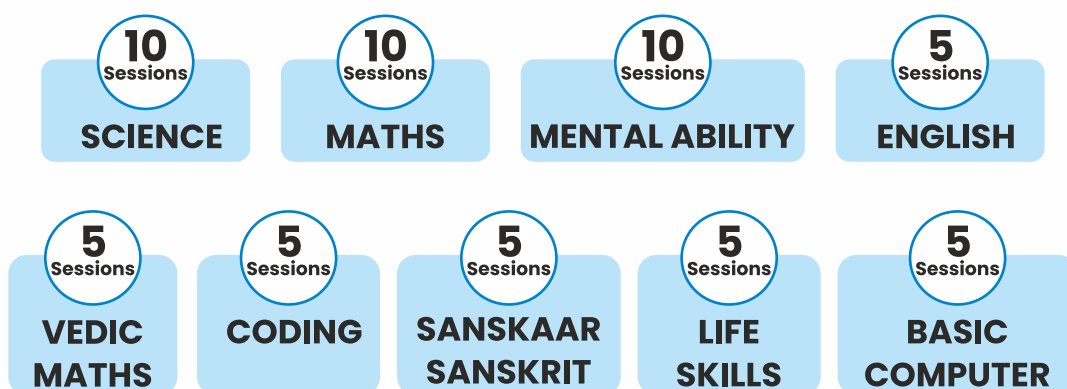 10
Sessions
SCIENCE
10
Sessions
MATHS
10
Sessions
MENTAL ABILITY
5
Sessions
ENGLISH
5
Sessions
VEDIC
MATHS
5
Sessions
CODING
5
Sessions
SANSKAAR
SANSKRIT
5
Sessions
LIFE
SKILLS
5
Sessions
BASIC
COMPUTER